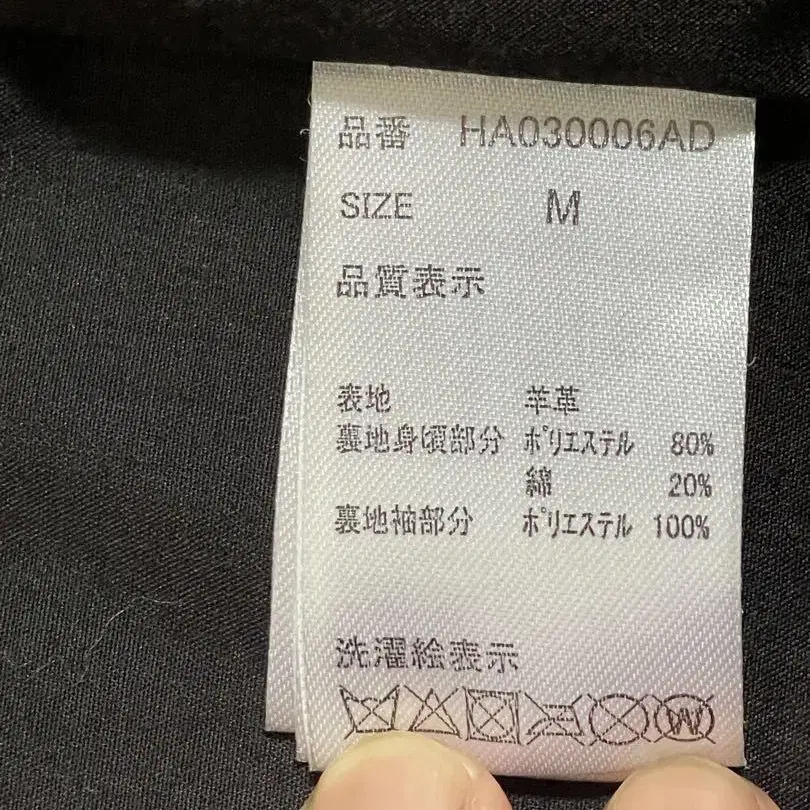 品番 HA030006AD
SIZE M
品質表示
表地 羊革
裏地身頃部分 ポリエステル 80%
綿 20%
裏地袖部分 ポリエステル 100%
洗濯絵表示
W